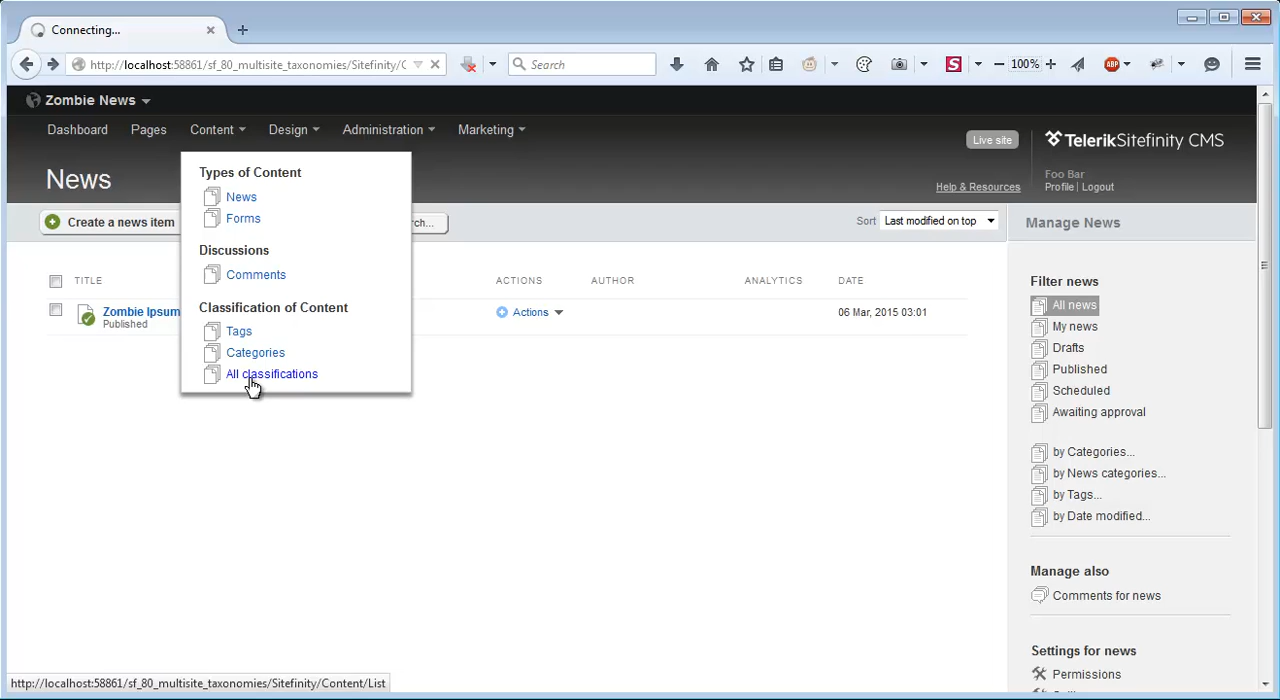 Connecting...
http://localhost:58861/sf_80_multisite_taxonomies/Sitefinity/C
Search
100%
S
ABP
Zombie News
Dashboard Pages Content Design Administration Marketing
Live site
Telerik Sitefinity CMS
News
Foo Bar
Profile | Logout
Help & Resources
Types of Content
News
Forms
Discussions
Comments
Classification of Content
Tags
Categories
All classifications
Create a news item
rch...
Sort Last modified on top
Manage News
TITLE ACTIONS AUTHOR ANALYTICS DATE
Zombie Ipsum
Published
Actions
06 Mar, 2015 03:01
Filter news
All news
My news
Drafts
Published
Scheduled
Awaiting approval
by Categories...
by News categories...
by Tags...
by Date modified...
Manage also
Comments for news
Settings for news
Permissions
http://localhost:58861/sf_80_multisite_taxonomies/Sitefinity/Content/List